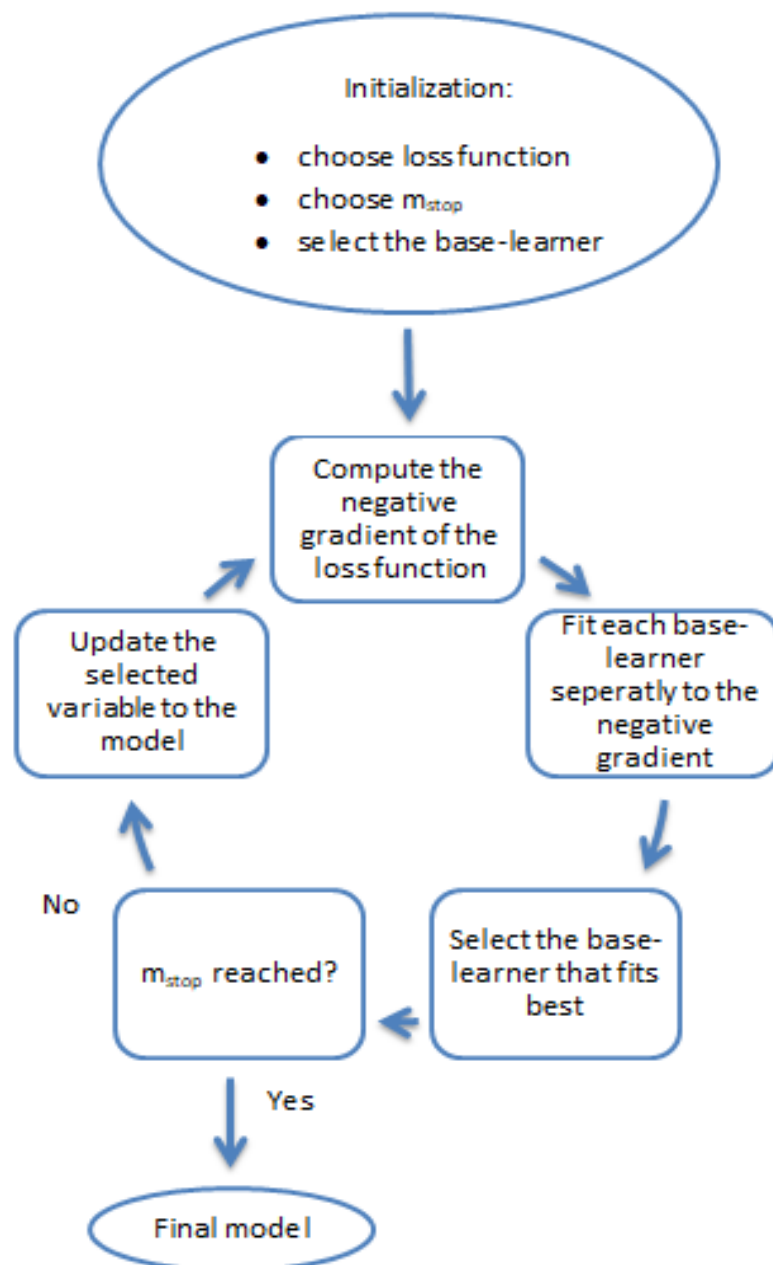 Initialization:
• choose loss function
• choose mstop
• select the base-learner
Compute the
negative
gradient of the
loss function
Fit each base-
learner
seperatly to the
negative
gradient
Select the base-
learner that fits
best
mstop reached?
No
Update the
selected
variable to the
model
Yes
Final model